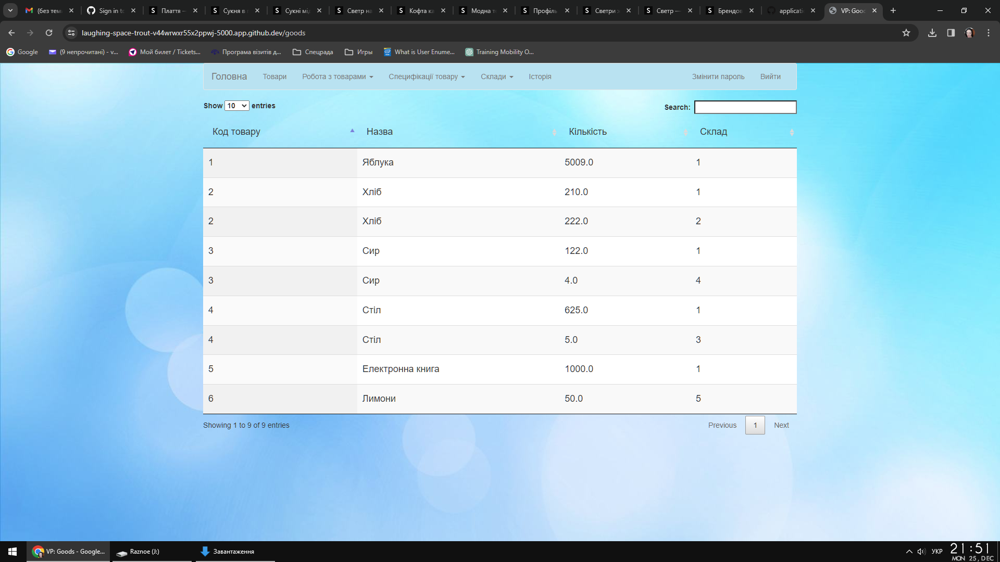 (без теми
Sign in to
Плаття –
Сукня в
Сукні мід
Светр на
Кофта ка
Модна т
Профіль
Светри ж
Светр —
Брендов
applicati
VP: Good
laughing-space-trout-v44wrwxr55x2ppwj-5000.app.github.dev/goods
Google
(9 непрочитані) - v...
Мой билет / Tickets...
Програма візитів д...
Спецрада
Игры
What is User Enume...
Training Mobility O...
Головна Товари Робота з товарами Специфікації товару Склади Історія Змінити пароль Вийти
Show 10 entries Search:
Код товару Назва Кількість Склад
1 Яблука 5009.0 1
2 Хліб 210.0 1
2 Хліб 222.0 2
3 Сир 122.0 1
3 Сир 4.0 4
4 Стіл 625.0 1
4 Стіл 5.0 3
5 Електронна книга 1000.0 1
6 Лимони 50.0 5
Showing 1 to 9 of 9 entries Previous 1 Next
VP: Goods - Google...
Raznoe (J:)
Завантаження
УКР
21:51
MON 25, DEC